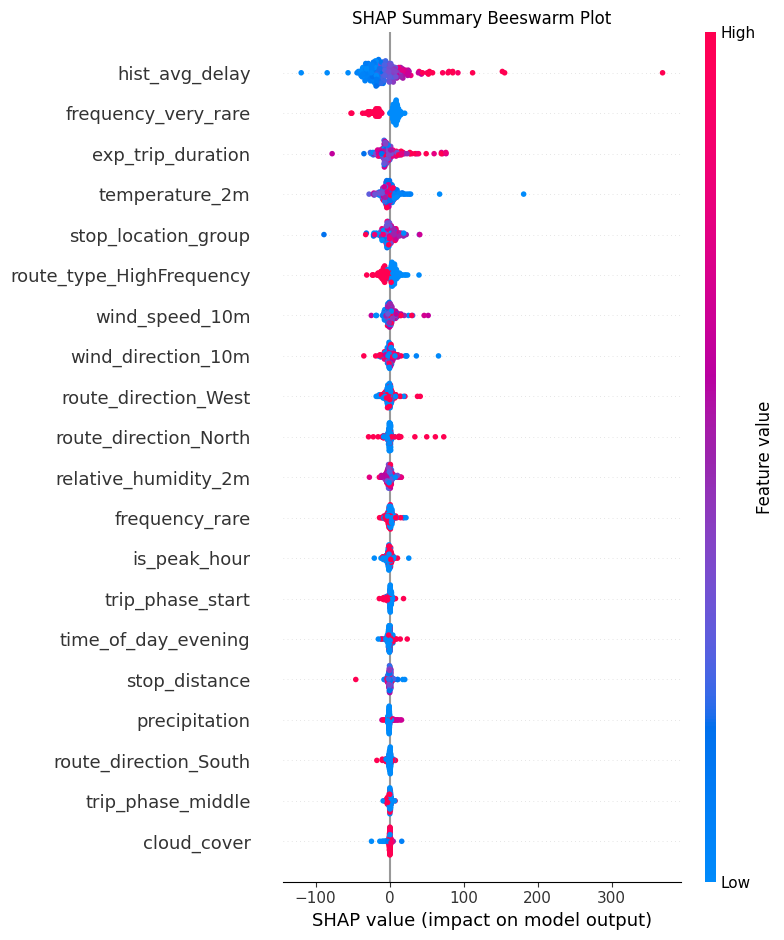 SHAP Summary Beeswarm Plot
High
hist_avg_delay
frequency_very_rare
exp_trip_duration
temperature_2m
stop_location_group
route_type_HighFrequency
wind_speed_10m
wind_direction_10m
route_direction_West
route_direction_North
relative_humidity_2m
frequency_rare
is_peak_hour
trip_phase_start
time_of_day_evening
stop_distance
precipitation
route_direction_South
trip_phase_middle
cloud_cover
Feature value
Low
−100 0 100 200 300
SHAP value (impact on model output)